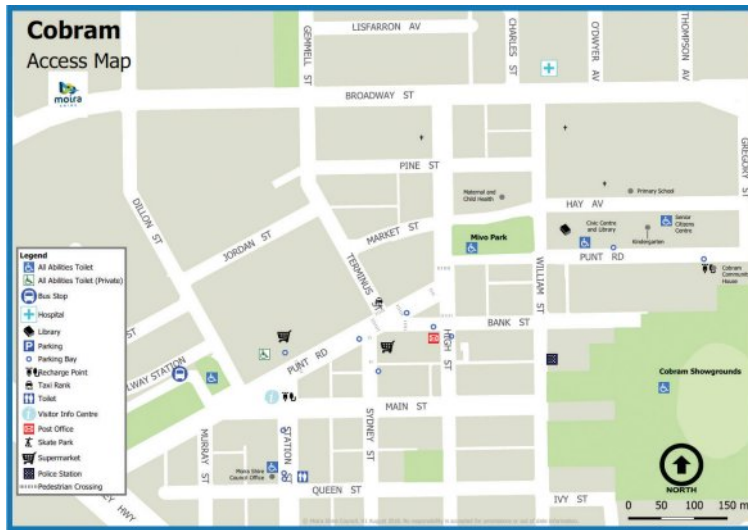 Cobram
Access Map
moira
SHIRE
LISFARRON AV
GEMMELL ST
CHARLES ST
O'DWYER AV
THOMPSON AV
BROADWAY ST
GREGORY ST
PINE ST
Maternal and
Child Health
Primary School
HAY AV
DILLON ST
JORDAN ST
MARKET ST
Mivo Park
Civic Centre
and Library
Kindergarten
Senior
Citizens
Centre
TERMINUS ST
WILLIAM ST
PUNT RD
Cobram
Community
House
BANK ST
HIGH ST
PUNT RD
Cobram Showgrounds
MAIN ST
MURRAY ST
STATION ST
SYDNEY ST
Moira Shire
Council Office
QUEEN ST
IVY ST
HWY
Legend
All Abilities Toilet
All Abilities Toilet (Private)
Bus Stop
Hospital
Library
Parking
Parking Bay
Recharge Point
Taxi Rank
Toilet
Visitor Info Centre
Post Office
Skate Park
Supermarket
Police Station
Pedestrian Crossing
NORTH
0 50 100 150 m